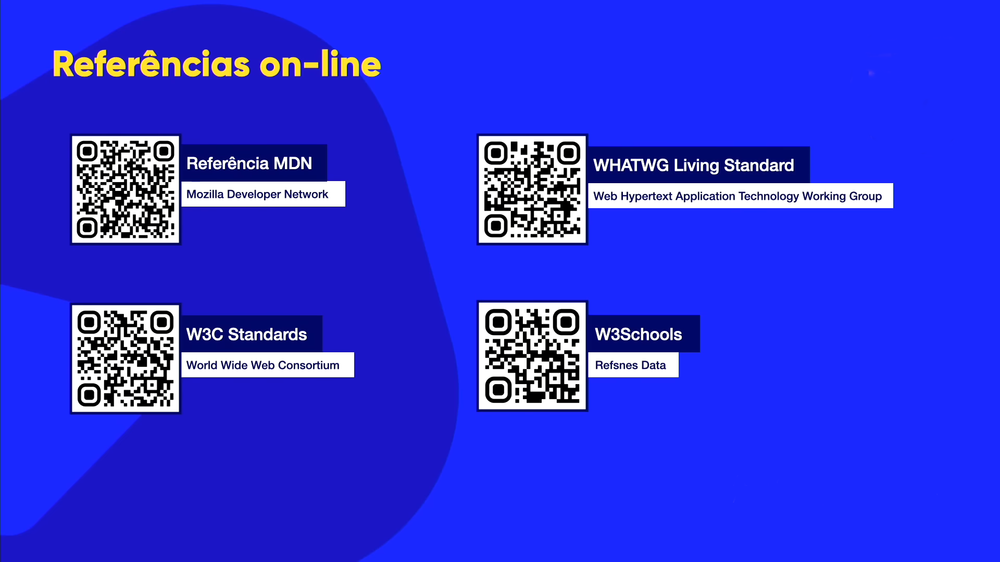 Referências on-line
Referência MDN
Mozilla Developer Network
WHATWG Living Standard
Web Hypertext Application Technology Working Group
W3C Standards
World Wide Web Consortium
W3Schools
Refsnes Data